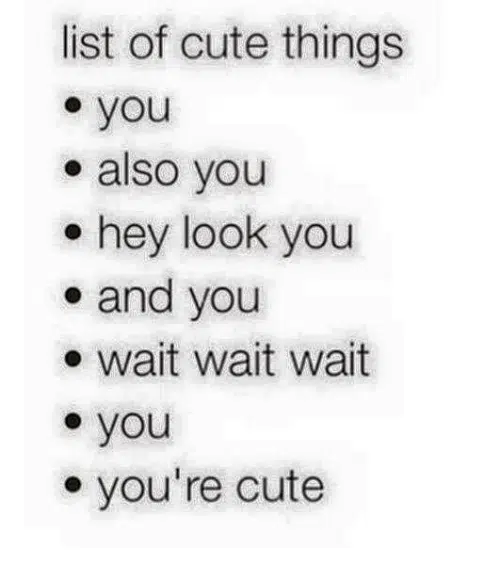 list of cute things
• you
• also you
• hey look you
• and you
• wait wait wait
• you
• you're cute